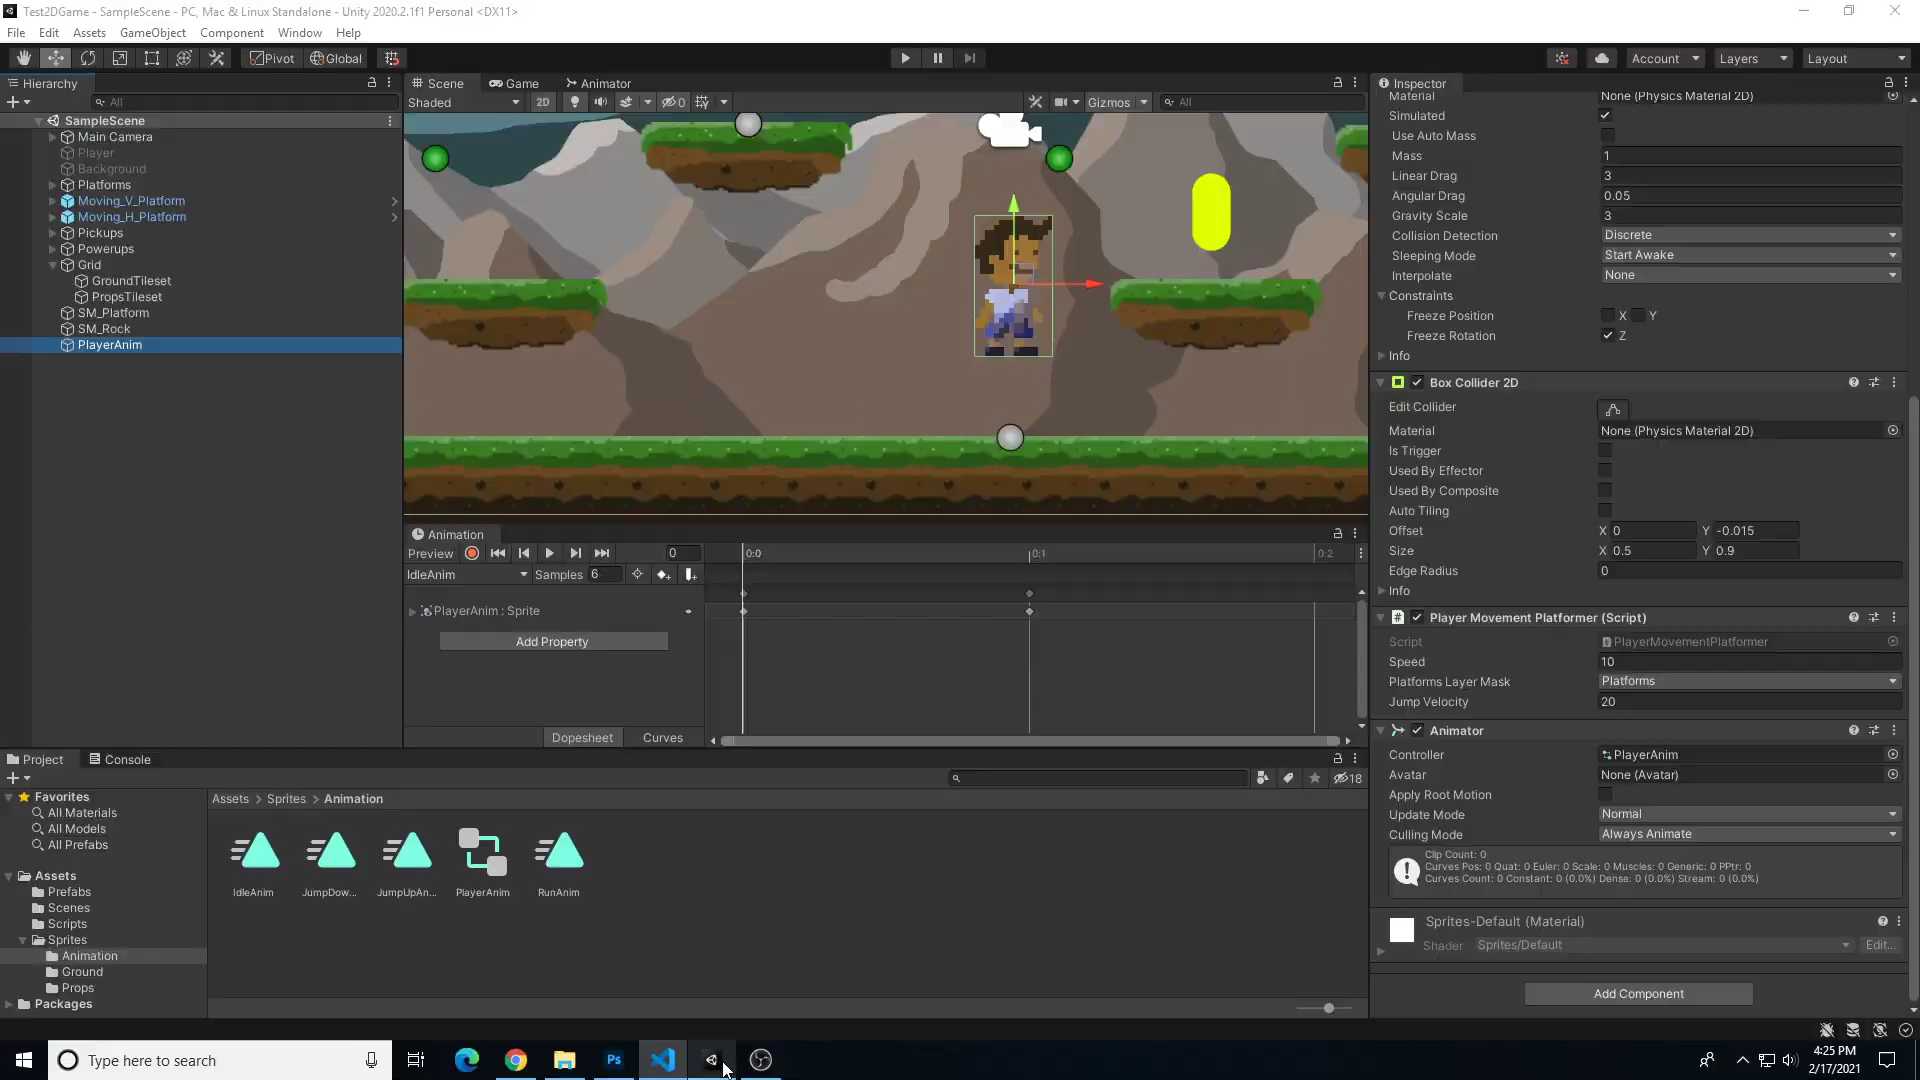 Test2DGame - SampleScene - PC, Mac & Linux Standalone - Unity 2020.2.1f1 Personal <DX11>
File Edit Assets GameObject Component Window Help
Pivot Global Account Layers Layout
Hierarchy
All
SampleScene
Main Camera
Player
Background
Platforms
Moving_V_Platform
Moving_H_Platform
Pickups
Powerups
Grid
GroundTileset
PropsTileset
SM_Platform
SM_Rock
PlayerAnim
Scene Game Animator
Shaded 2D 0 Gizmos All
Animation
Preview 0 0:0 0:1 0:2
IdleAnim Samples 6
PlayerAnim : Sprite
Add Property
Dopesheet Curves
Inspector
Material None (Physics Material 2D)
Simulated
Use Auto Mass
Mass 1
Linear Drag 3
Angular Drag 0.05
Gravity Scale 3
Collision Detection Discrete
Sleeping Mode Start Awake
Interpolate None
Constraints
Freeze Position X Y
Freeze Rotation Z
Info
Box Collider 2D
Edit Collider
Material None (Physics Material 2D)
Is Trigger
Used By Effector
Used By Composite
Auto Tiling
Offset X 0 Y -0.015
Size X 0.5 Y 0.9
Edge Radius 0
Info
Player Movement Platformer (Script)
Script PlayerMovementPlatformer
Speed 10
Platforms Layer Mask Platforms
Jump Velocity 20
Animator
Controller PlayerAnim
Avatar None (Avatar)
Apply Root Motion
Update Mode Normal
Culling Mode Always Animate
Clip Count: 0
Curves Pos: 0 Quat: 0 Euler: 0 Scale: 0 Muscles: 0 Generic: 0 PPtr: 0
Curves Count: 0 Constant: 0 (0.0%) Dense: 0 (0.0%) Stream: 0 (0.0%)
Sprites-Default (Material)
Shader Sprites/Default Edit...
Add Component
Project Console
18
Favorites
All Materials
All Models
All Prefabs
Assets
Prefabs
Scenes
Scripts
Sprites
Animation
Ground
Props
Packages
Assets > Sprites > Animation
IdleAnim JumpDow... JumpUpAn... PlayerAnim RunAnim
Type here to search
Ps
4:25 PM
2/17/2021